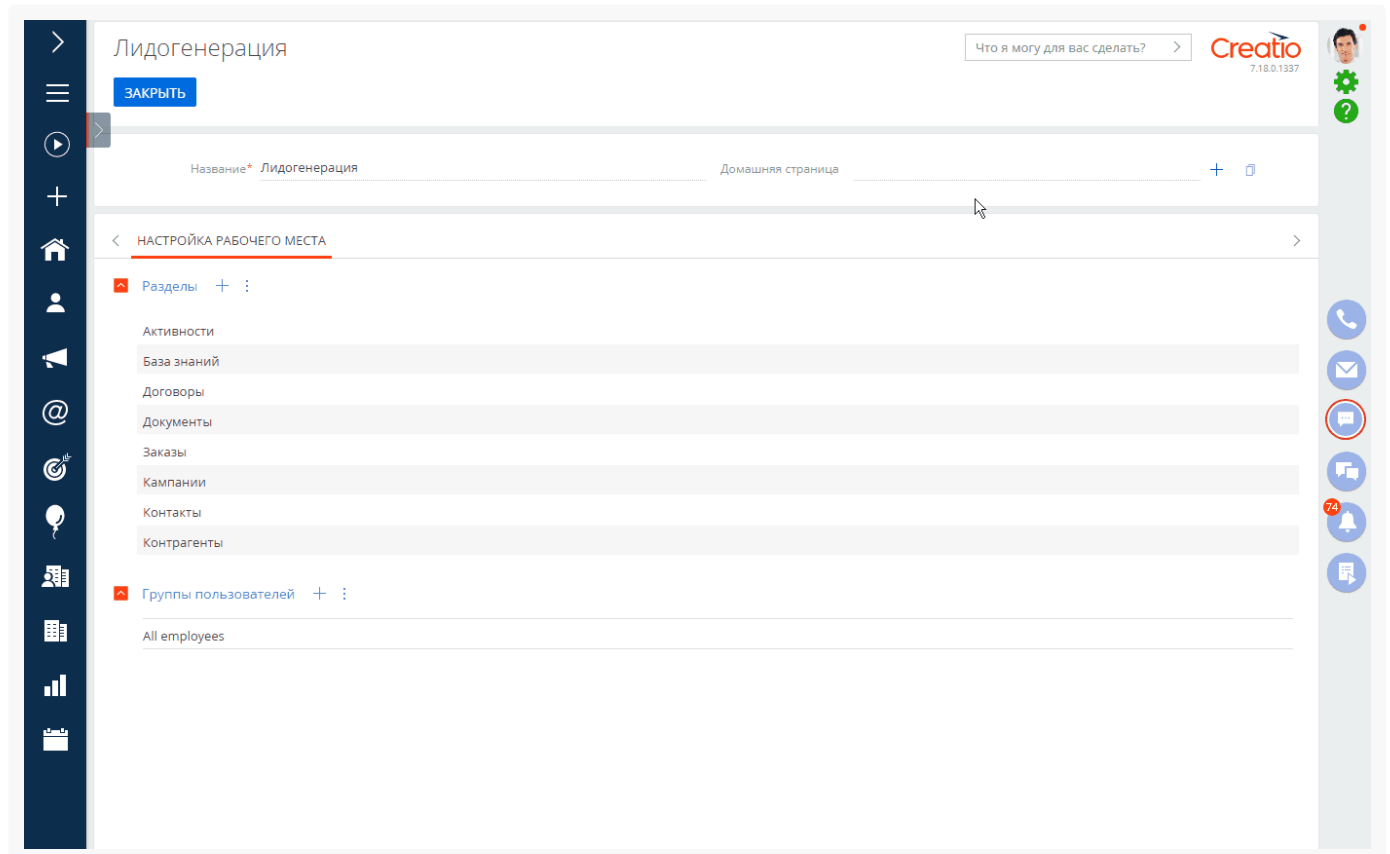 Лидогенерация
Что я могу для вас сделать?
Creatio
7.18.0.1337
ЗАКРЫТЬ
Название* Лидогенерация
Домашняя страница
НАСТРОЙКА РАБОЧЕГО МЕСТА
Разделы
Активности
База знаний
Договоры
Документы
Заказы
Кампании
Контакты
Контрагенты
74
Группы пользователей
All employees